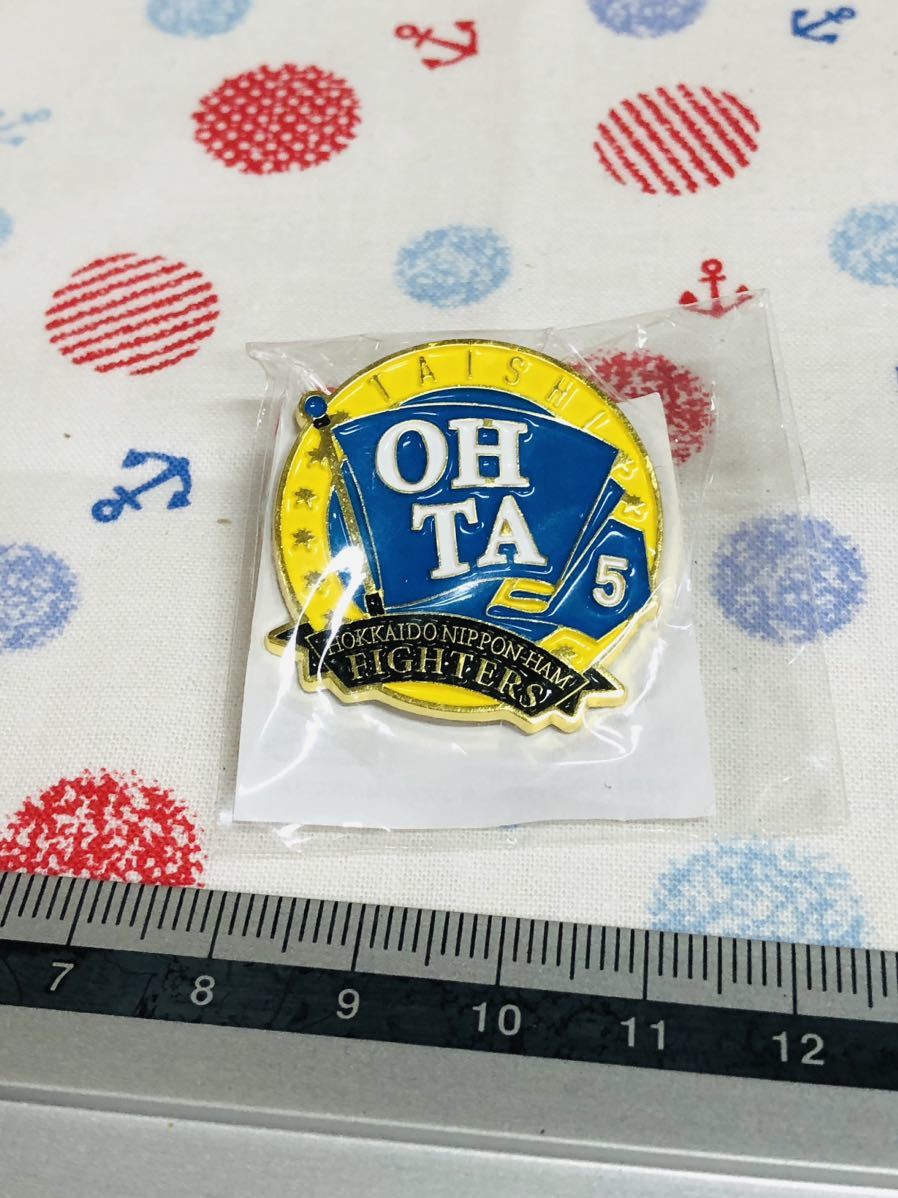 TAISHI
OH
TA
5
HOKKAIDO NIPPON-HAM
FIGHTERS
7 8 9 10 11 12